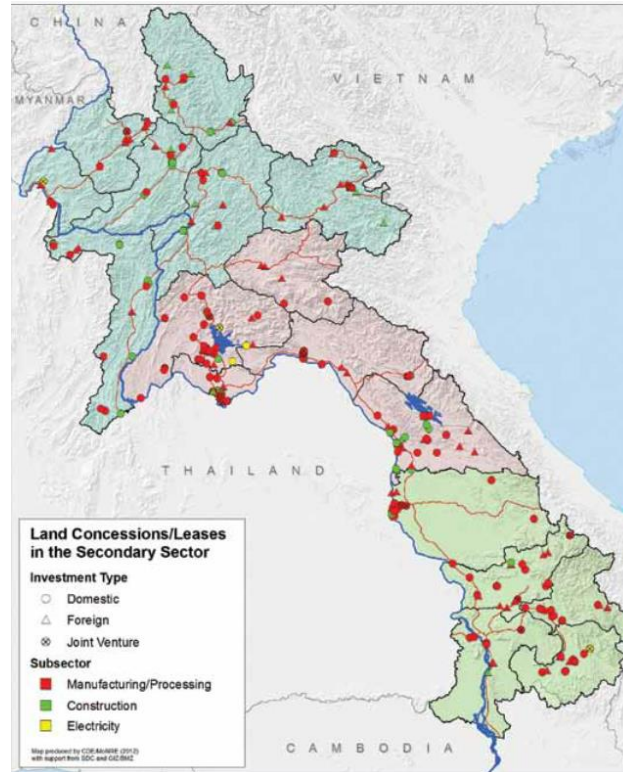 CHINA
VIETNAM
MYANMAR
THAILAND
Land Concessions/Leases
in the Secondary Sector
Investment Type
Domestic
Foreign
Joint Venture
Subsector
Manufacturing/Processing
Construction
Electricity
Map produced by CDE/MoNRE (2012)
with support from SDC and GIZ/BMZ
CAMBODIA